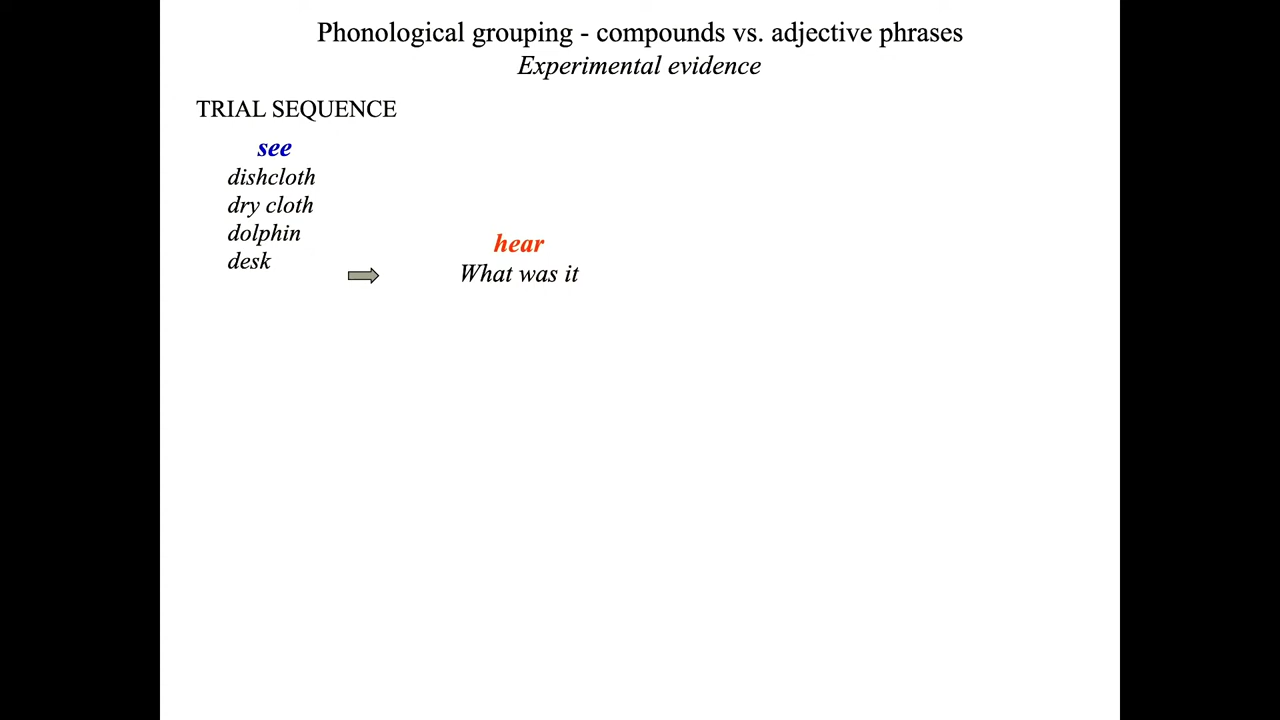 Phonological grouping - compounds vs. adjective phrases
Experimental evidence
TRIAL SEQUENCE
see
dishcloth
dry cloth
dolphin
desk
hear
What was it